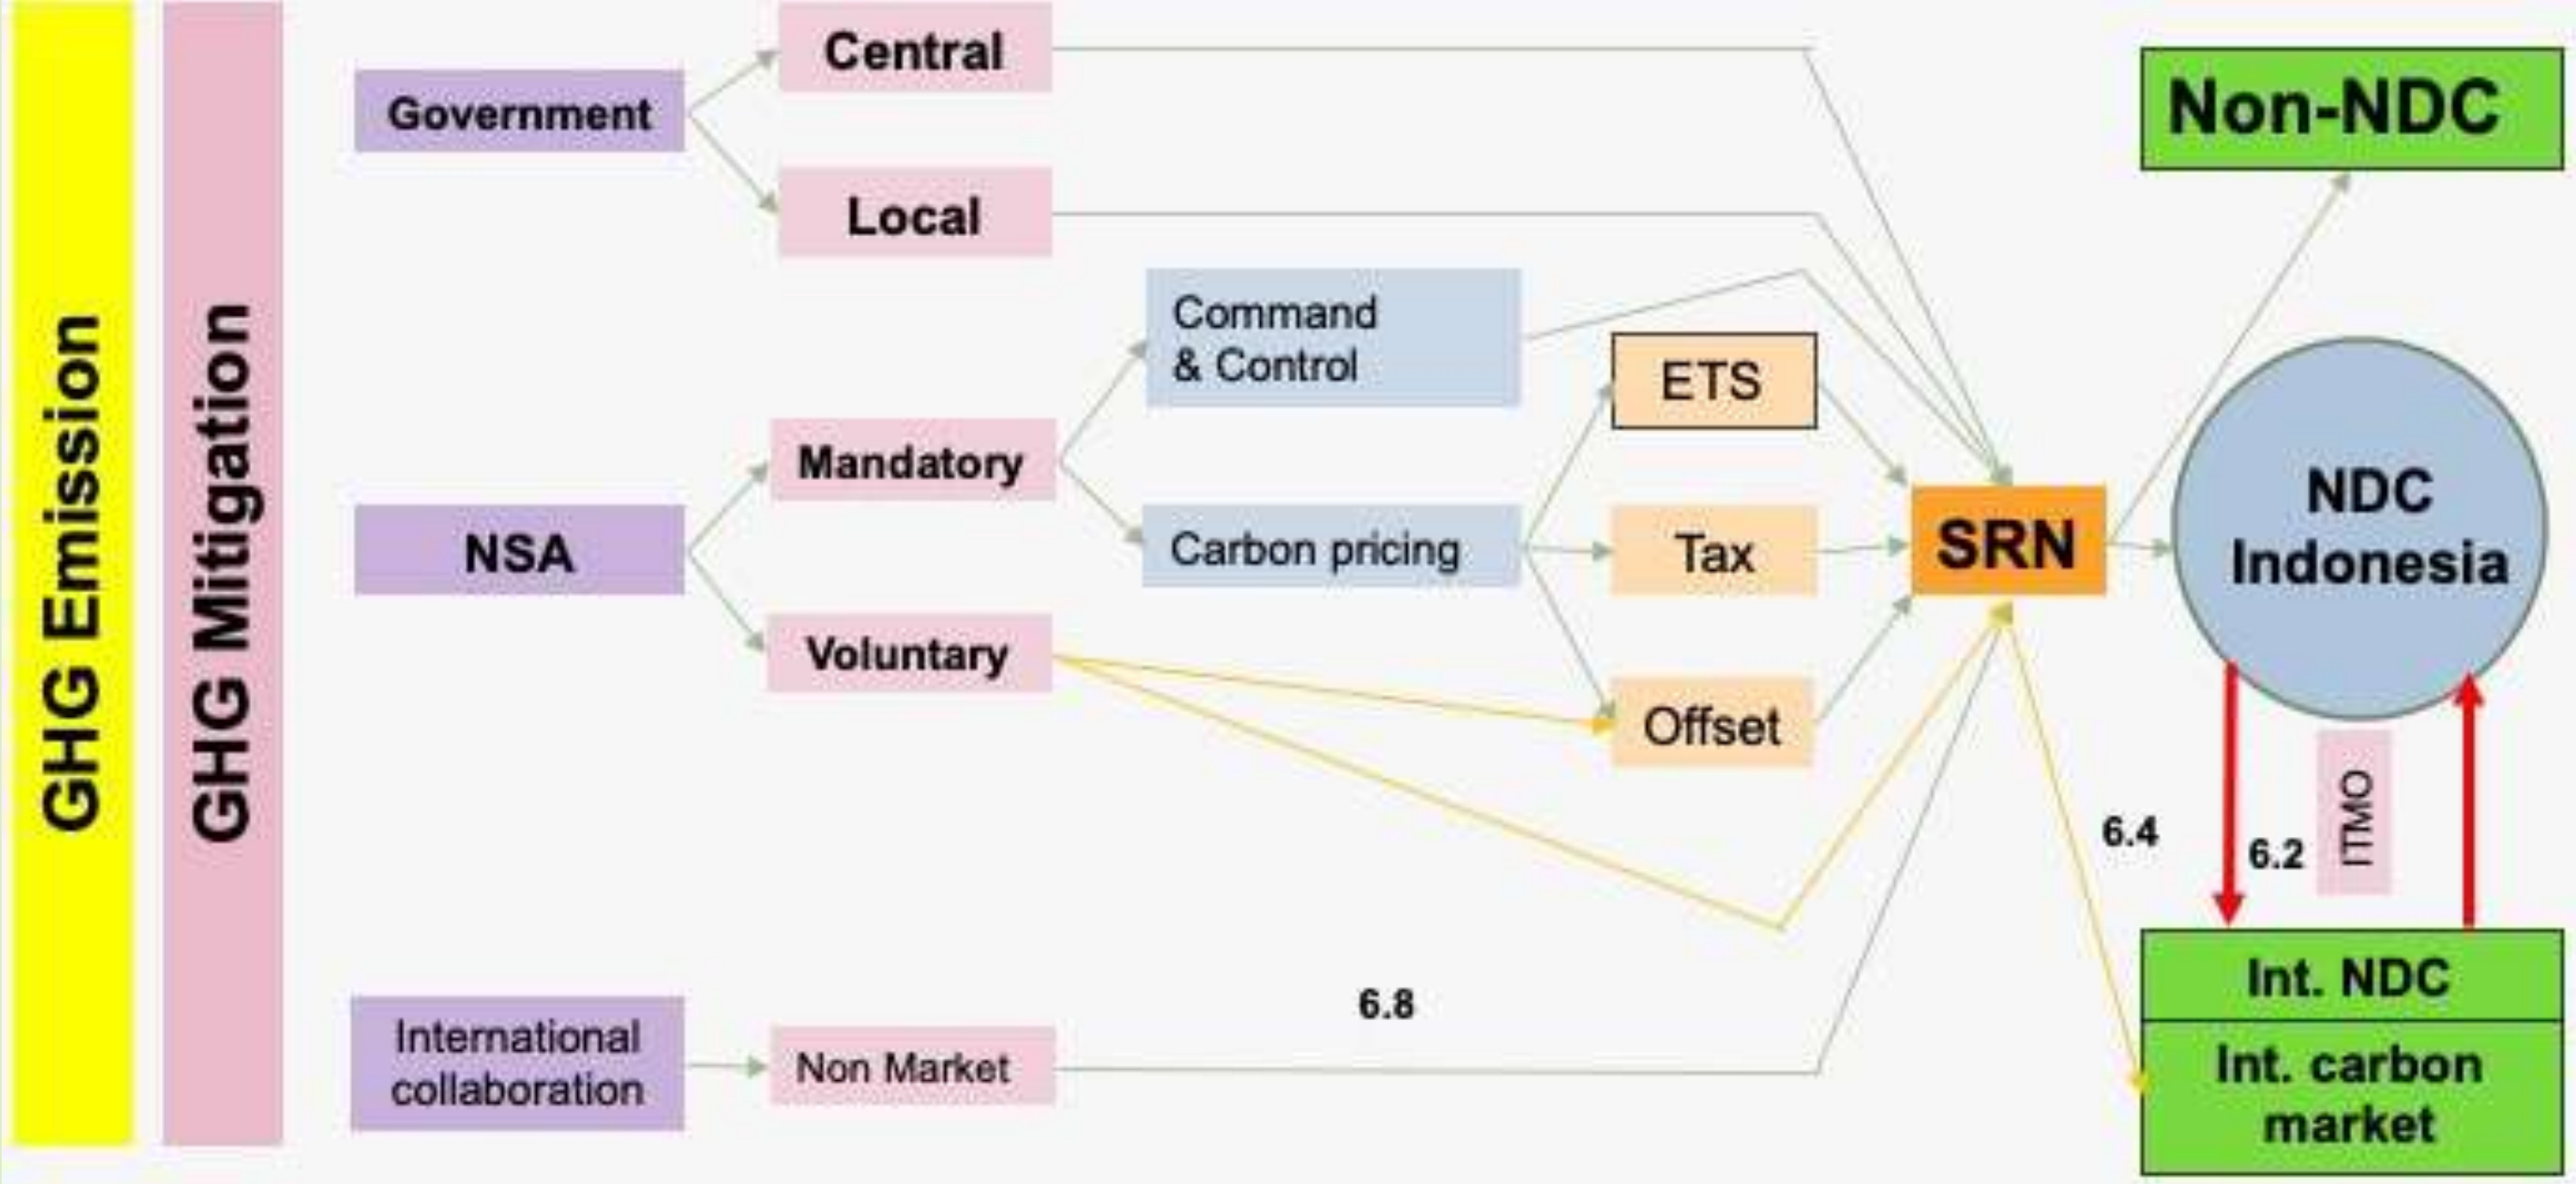 GHG Emission
GHG Mitigation
Government
Central
Local
NSA
Mandatory
Voluntary
Command
& Control
Carbon pricing
ETS
Tax
Offset
International
collaboration
Non Market
6.8
SRN
Non-NDC
NDC
Indonesia
6.4
6.2
ITMO
Int. NDC
Int. carbon
market